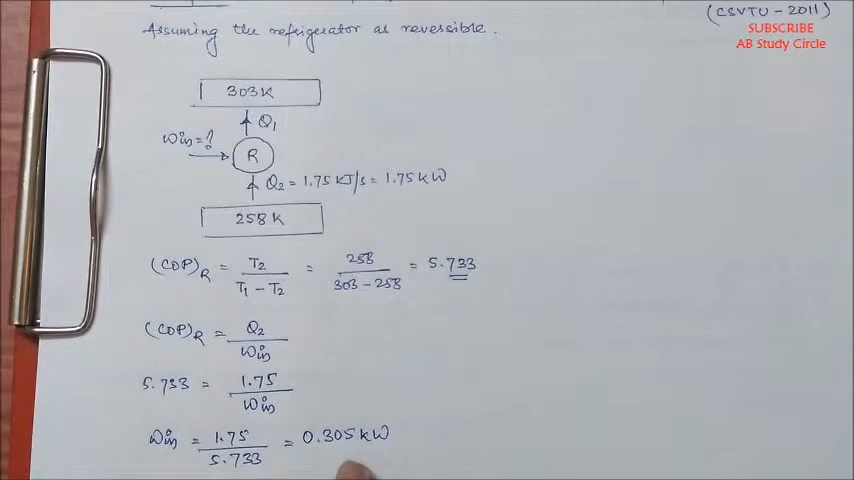 (CSVTU - 2011)
SUBSCRIBE
AB Study Circle
Assuming the refrigerator as reversible.
303K
Q1
Win = ?
R
Q2 = 1.75 KJ/s = 1.75 kW
258 K
(COP)R = T2 / T1 - T2 = 258 / 303 - 258 = 5.733
(COP)R = Q2 / Win
5.733 = 1.75 / Win
Win = 1.75 / 5.733 = 0.305 kW